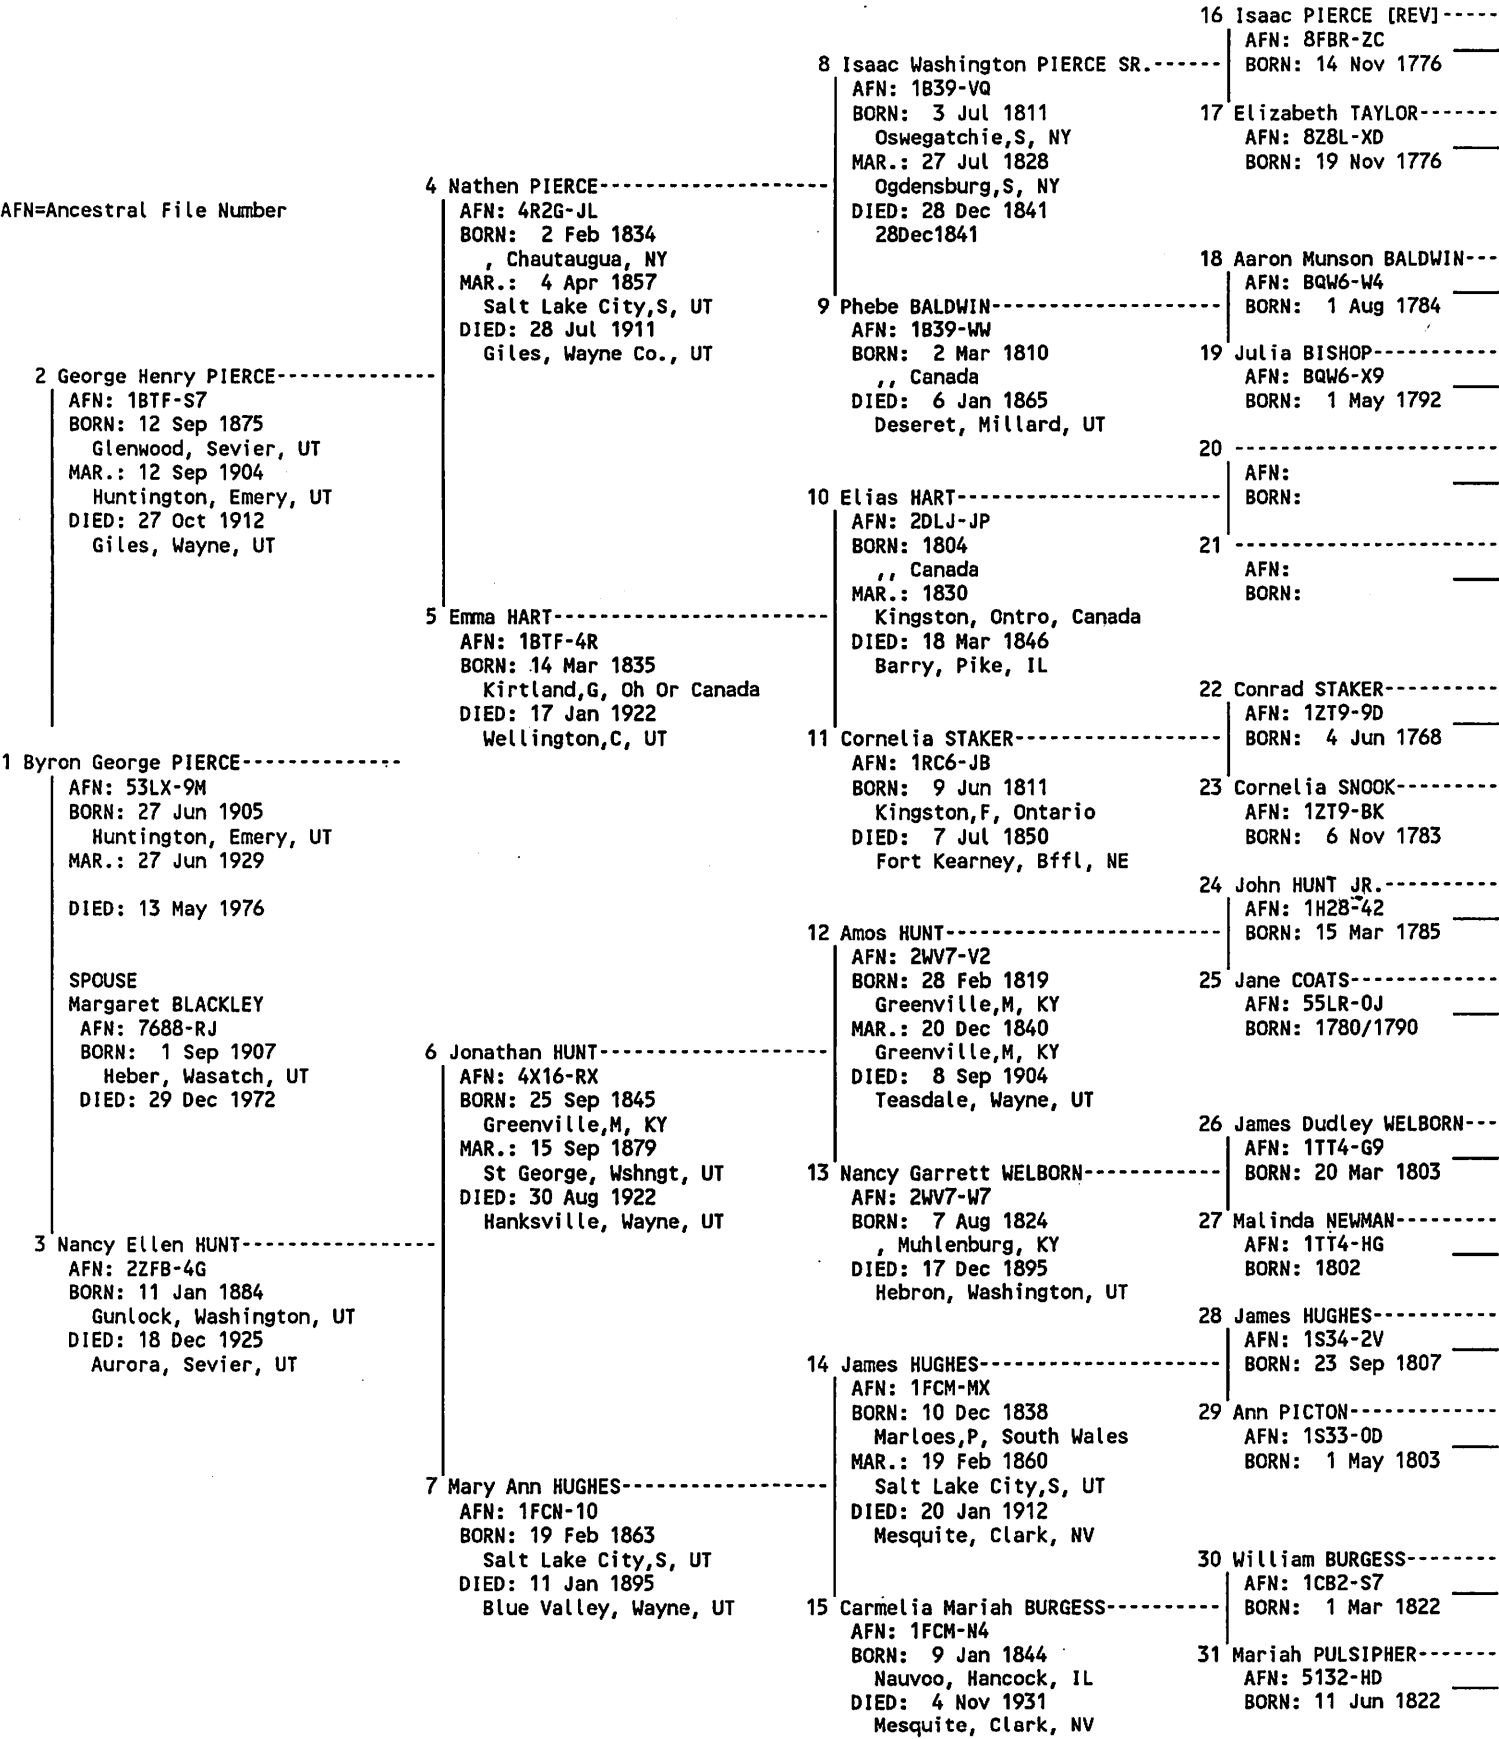 AFN=Ancestral File Number
1 Byron George PIERCE--------------
AFN: 53LX-9M
BORN: 27 Jun 1905
Huntington, Emery, UT
MAR.: 27 Jun 1929
DIED: 13 May 1976
SPOUSE
Margaret BLACKLEY
AFN: 7688-RJ
BORN: 1 Sep 1907
Heber, Wasatch, UT
DIED: 29 Dec 1972
2 George Henry PIERCE--------------
AFN: 1BTF-S7
BORN: 12 Sep 1875
Glenwood, Sevier, UT
MAR.: 12 Sep 1904
Huntington, Emery, UT
DIED: 27 Oct 1912
Giles, Wayne, UT
3 Nancy Ellen HUNT-----------------
AFN: 2ZFB-4G
BORN: 11 Jan 1884
Gunlock, Washington, UT
DIED: 18 Dec 1925
Aurora, Sevier, UT
4 Nathen PIERCE--------------------
AFN: 4R2G-JL
BORN: 2 Feb 1834
, Chautaugua, NY
MAR.: 4 Apr 1857
Salt Lake City,S, UT
DIED: 28 Jul 1911
Giles, Wayne Co., UT
5 Emma HART------------------------
AFN: 1BTF-4R
BORN: 14 Mar 1835
Kirtland,G, Oh Or Canada
DIED: 17 Jan 1922
Wellington,C, UT
6 Jonathan HUNT--------------------
AFN: 4X16-RX
BORN: 25 Sep 1845
Greenville,M, KY
MAR.: 15 Sep 1879
St George, Wshngt, UT
DIED: 30 Aug 1922
Hanksville, Wayne, UT
7 Mary Ann HUGHES------------------
AFN: 1FCN-10
BORN: 19 Feb 1863
Salt Lake City,S, UT
DIED: 11 Jan 1895
Blue Valley, Wayne, UT
8 Isaac Washington PIERCE SR.------
AFN: 1B39-VQ
BORN: 3 Jul 1811
Oswegatchie,S, NY
MAR.: 27 Jul 1828
Ogdensburg,S, NY
DIED: 28 Dec 1841
28Dec1841
9 Phebe BALDWIN--------------------
AFN: 1B39-WW
BORN: 2 Mar 1810
,, Canada
DIED: 6 Jan 1865
Deseret, Millard, UT
10 Elias HART-----------------------
AFN: 2DLJ-JP
BORN: 1804
,, Canada
MAR.: 1830
Kingston, Ontro, Canada
DIED: 18 Mar 1846
Barry, Pike, IL
11 Cornelia STAKER------------------
AFN: 1RC6-JB
BORN: 9 Jun 1811
Kingston,F, Ontario
DIED: 7 Jul 1850
Fort Kearney, Bffl, NE
12 Amos HUNT------------------------
AFN: 2WV7-V2
BORN: 28 Feb 1819
Greenville,M, KY
MAR.: 20 Dec 1840
Greenville,M, KY
DIED: 8 Sep 1904
Teasdale, Wayne, UT
13 Nancy Garrett WELBORN------------
AFN: 2WV7-W7
BORN: 7 Aug 1824
, Muhlenburg, KY
DIED: 17 Dec 1895
Hebron, Washington, UT
14 James HUGHES---------------------
AFN: 1FCM-MX
BORN: 10 Dec 1838
Marloes,P, South Wales
MAR.: 19 Feb 1860
Salt Lake City,S, UT
DIED: 20 Jan 1912
Mesquite, Clark, NV
15 Carmelia Mariah BURGESS----------
AFN: 1FCM-N4
BORN: 9 Jan 1844
Nauvoo, Hancock, IL
DIED: 4 Nov 1931
Mesquite, Clark, NV
16 Isaac PIERCE [REV]-----
AFN: 8FBR-ZC
BORN: 14 Nov 1776
17 Elizabeth TAYLOR-------
AFN: 8Z8L-XD
BORN: 19 Nov 1776
18 Aaron Munson BALDWIN---
AFN: BQW6-W4
BORN: 1 Aug 1784
19 Julia BISHOP-----------
AFN: BQW6-X9
BORN: 1 May 1792
20 -----------------------
AFN:
BORN:
21 -----------------------
AFN:
BORN:
22 Conrad STAKER----------
AFN: 1ZT9-9D
BORN: 4 Jun 1768
23 Cornelia SNOOK---------
AFN: 1ZT9-BK
BORN: 6 Nov 1783
24 John HUNT JR.----------
AFN: 1H28-42
BORN: 15 Mar 1785
25 Jane COATS-------------
AFN: 55LR-0J
BORN: 1780/1790
26 James Dudley WELBORN---
AFN: 1TT4-G9
BORN: 20 Mar 1803
27 Malinda NEWMAN---------
AFN: 1TT4-HG
BORN: 1802
28 James HUGHES-----------
AFN: 1S34-2V
BORN: 23 Sep 1807
29 Ann PICTON-------------
AFN: 1S33-0D
BORN: 1 May 1803
30 William BURGESS--------
AFN: 1CB2-S7
BORN: 1 Mar 1822
31 Mariah PULSIPHER-------
AFN: 5132-HD
BORN: 11 Jun 1822